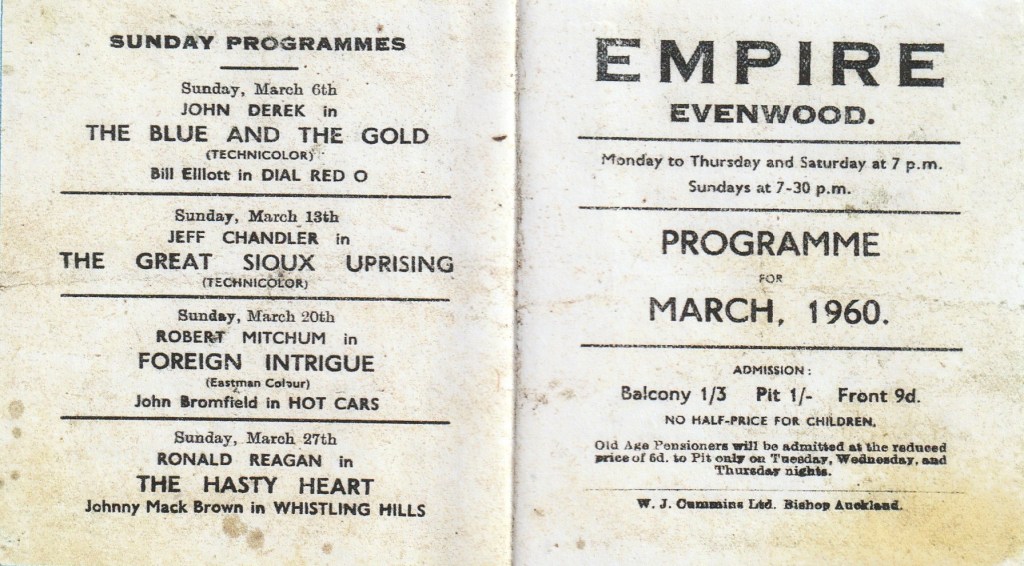 SUNDAY PROGRAMMES
Sunday, March 6th
JOHN DEREK in
THE BLUE AND THE GOLD
(TECHNICOLOR)
Bill Elliott in DIAL RED O
Sunday, March 13th
JEFF CHANDLER in
THE GREAT SIOUX UPRISING
(TECHNICOLOR)
Sunday, March 20th
ROBERT MITCHUM in
FOREIGN INTRIGUE
(Eastman Colour)
John Bromfield in HOT CARS
Sunday, March 27th
RONALD REAGAN in
THE HASTY HEART
Johnny Mack Brown in WHISTLING HILLS
EMPIRE
EVENWOOD.
Monday to Thursday and Saturday at 7 p.m.
Sundays at 7-30 p.m.
PROGRAMME
FOR
MARCH, 1960.
ADMISSION :
Balcony 1/3 Pit 1/- Front 9d.
NO HALF-PRICE FOR CHILDREN.
Old Age Pensioners will be admitted at the reduced
price of 6d. to Pit only on Tuesday, Wednesday, and
Thursday nights.
W. J. Cummins Ltd. Bishop Auckland.